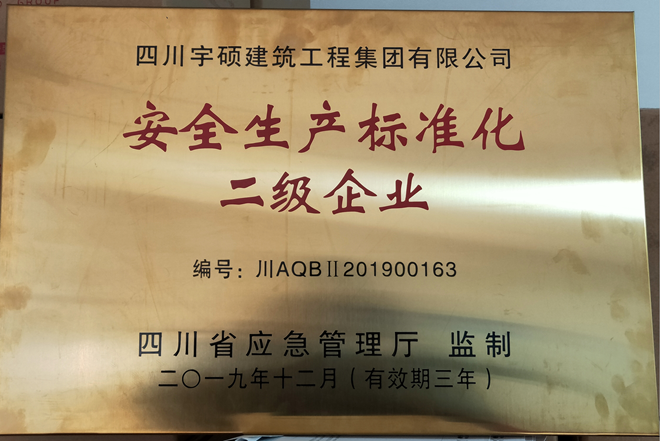 四川宇硕建筑工程集团有限公司
安全生产标准化
二级企业
编号：川AQBⅡ201900163
四川省应急管理厅 监制
二〇一九年十二月（有效期三年）